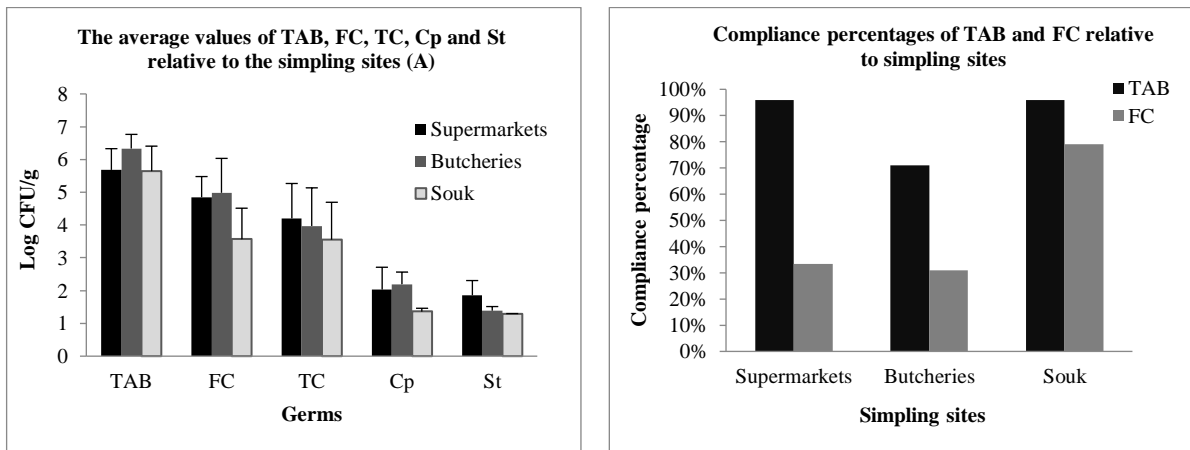 The average values of TAB, FC, TC, Cp and St
relative to the simpling sites (A)
8
7
6
5
4
3
2
1
0
Log CFU/g
Supermarkets
Butcheries
Souk
TAB
FC
TC
Cp
St
Germs
Compliance percentages of TAB and FC relative
to simpling sites
100%
90%
80%
70%
60%
50%
40%
30%
20%
10%
0%
Compliance percentage
TAB
FC
Supermarkets
Butcheries
Souk
Simpling sites